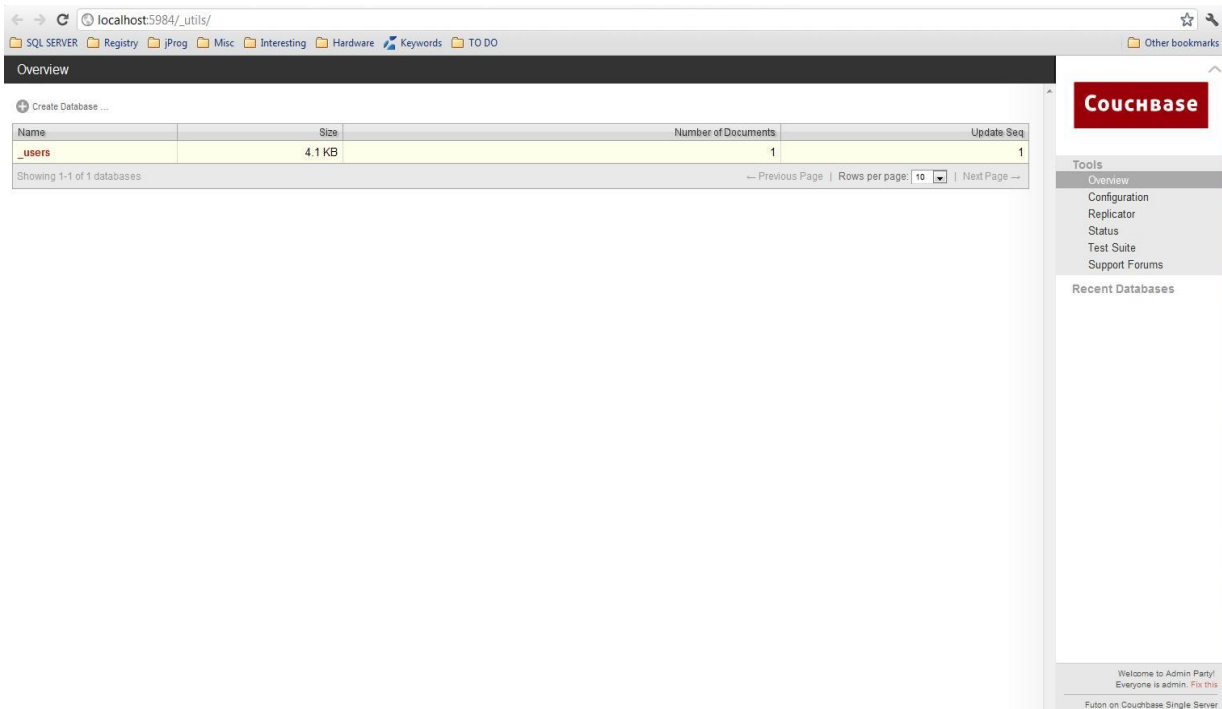 localhost:5984/_utils/
SQL SERVER Registry jProg Misc Interesting Hardware Keywords TO DO Other bookmarks
Overview
Create Database ...
Name Size Number of Documents Update Seq
_users 4.1 KB 1 1
Showing 1-1 of 1 databases ← Previous Page | Rows per page: 10 | Next Page →
COUCHBASE
Tools
Overview
Configuration
Replicator
Status
Test Suite
Support Forums
Recent Databases
Welcome to Admin Party!
Everyone is admin. Fix this
Futon on Couchbase Single Server